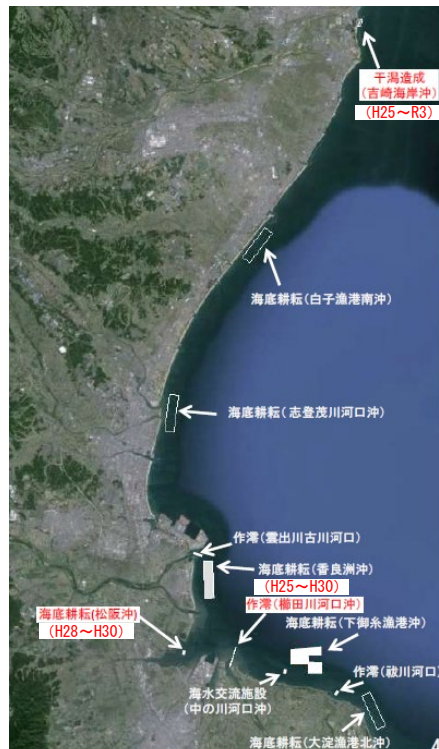 干潟造成
(吉崎海岸沖)
(H25～R3)
海底耕耘(白子漁港南沖)
海底耕耘(志登茂川河口沖)
作澪(雲出川古川河口)
海底耕耘(香良洲沖)
(H25～H30)
作澪(櫛田川河口沖)
海底耕耘(松阪沖)
(H28～H30)
海底耕耘(下御糸漁港沖)
作澪(祓川河口)
海水交流施設
(中の川河口沖)
海底耕耘(大淀漁港北沖)